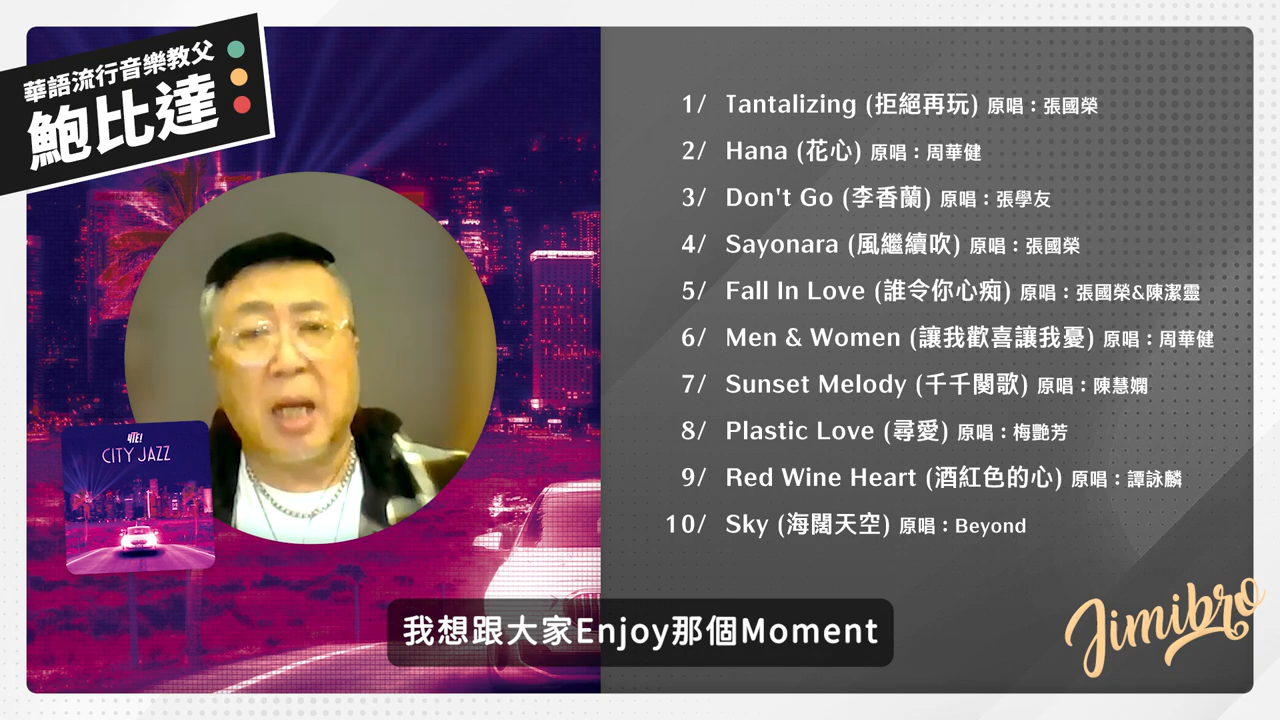 華語流行音樂教父
鮑比達
4TE!
CITY JAZZ
1/ Tantalizing (拒絕再玩) 原唱：張國榮
2/ Hana (花心) 原唱：周華健
3/ Don't Go (李香蘭) 原唱：張學友
4/ Sayonara (風繼續吹) 原唱：張國榮
5/ Fall In Love (誰令你心痴) 原唱：張國榮&陳潔靈
6/ Men & Women (讓我歡喜讓我憂) 原唱：周華健
7/ Sunset Melody (千千闋歌) 原唱：陳慧嫻
8/ Plastic Love (尋愛) 原唱：梅艷芳
9/ Red Wine Heart (酒紅色的心) 原唱：譚詠麟
10/ Sky (海闊天空) 原唱：Beyond
我想跟大家Enjoy那個Moment
Jimibro